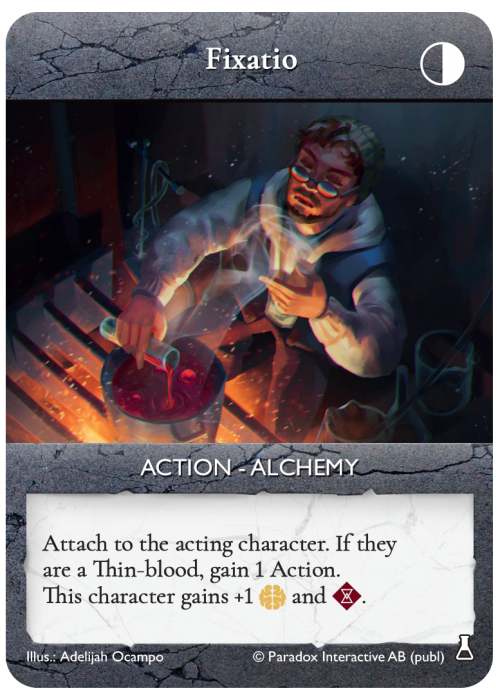 Fixatio
ACTION - ALCHEMY
Attach to the acting character. If they
are a Thin-blood, gain 1 Action.
This character gains +1 and .
Illus.: Adelijah Ocampo © Paradox Interactive AB (publ)